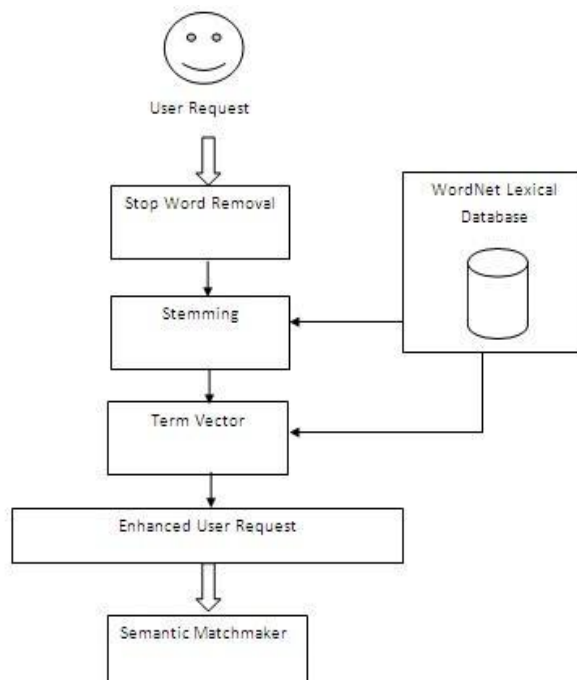 User Request
Stop Word Removal
WordNet Lexical
Database
Stemming
Term Vector
Enhanced User Request
Semantic Matchmaker